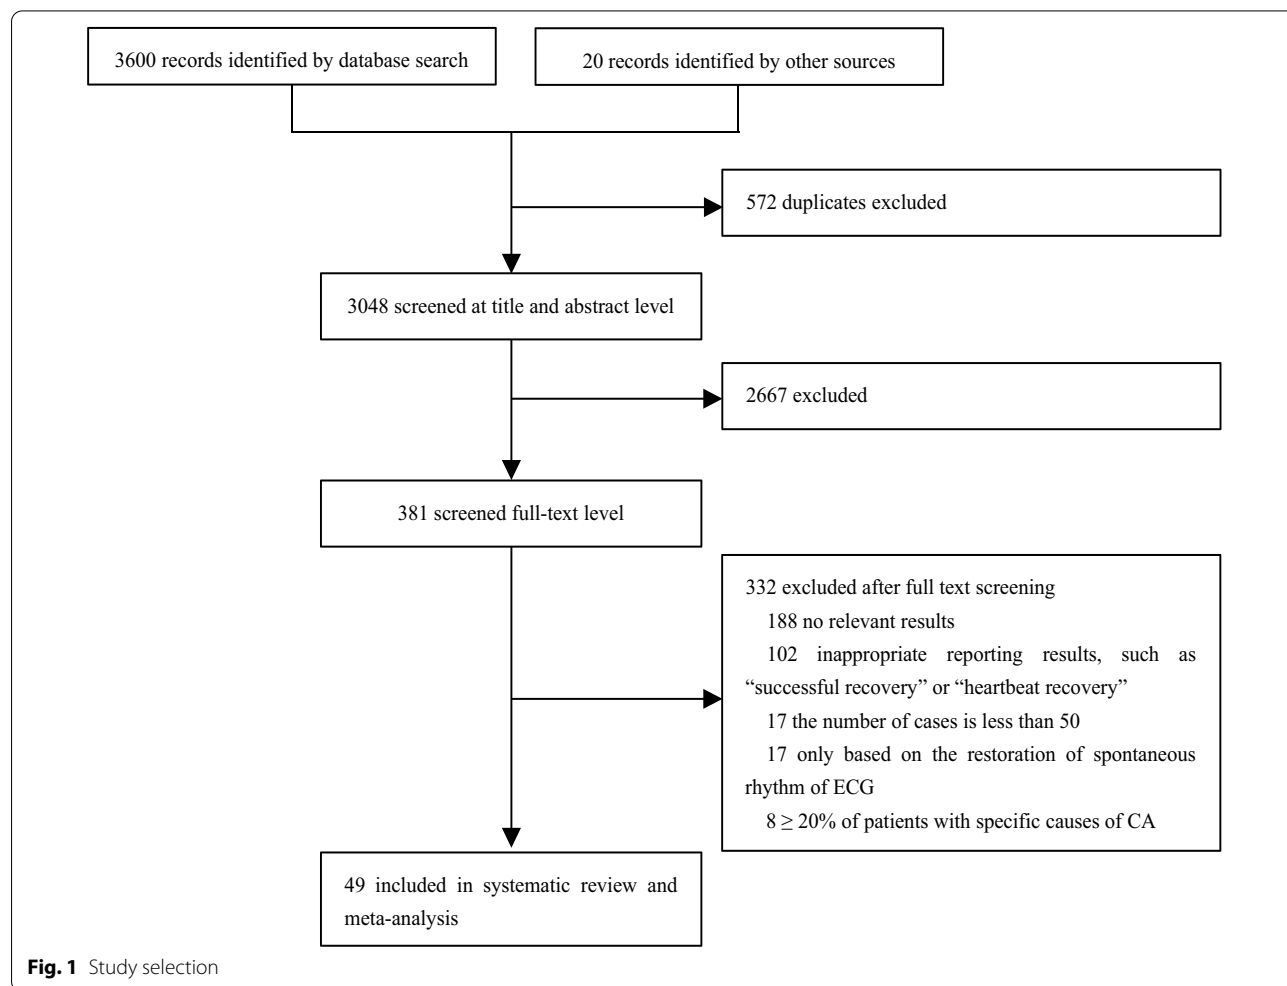 3600 records identified by database search
20 records identified by other sources
572 duplicates excluded
3048 screened at title and abstract level
2667 excluded
381 screened full-text level
332 excluded after full text screening
188 no relevant results
102 inappropriate reporting results, such as
“successful recovery” or “heartbeat recovery”
17 the number of cases is less than 50
17 only based on the restoration of spontaneous
rhythm of ECG
8 ≥ 20% of patients with specific causes of CA
49 included in systematic review and
meta-analysis
Fig. 1 Study selection